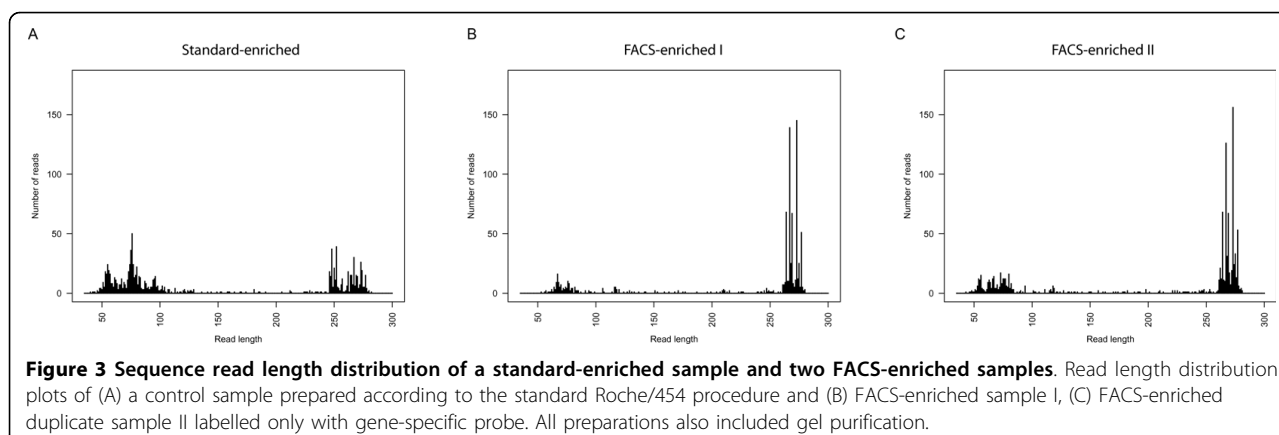 A
Standard-enriched
150
100
50
0
Number of reads
50
100
150
200
250
300
Read length
B
FACS-enriched I
150
100
50
0
Number of reads
50
100
150
200
250
300
Read length
C
FACS-enriched II
150
100
50
0
Number of reads
50
100
150
200
250
300
Read length
Figure 3 Sequence read length distribution of a standard-enriched sample and two FACS-enriched samples. Read length distribution
plots of (A) a control sample prepared according to the standard Roche/454 procedure and (B) FACS-enriched sample I, (C) FACS-enriched
duplicate sample II labelled only with gene-specific probe. All preparations also included gel purification.